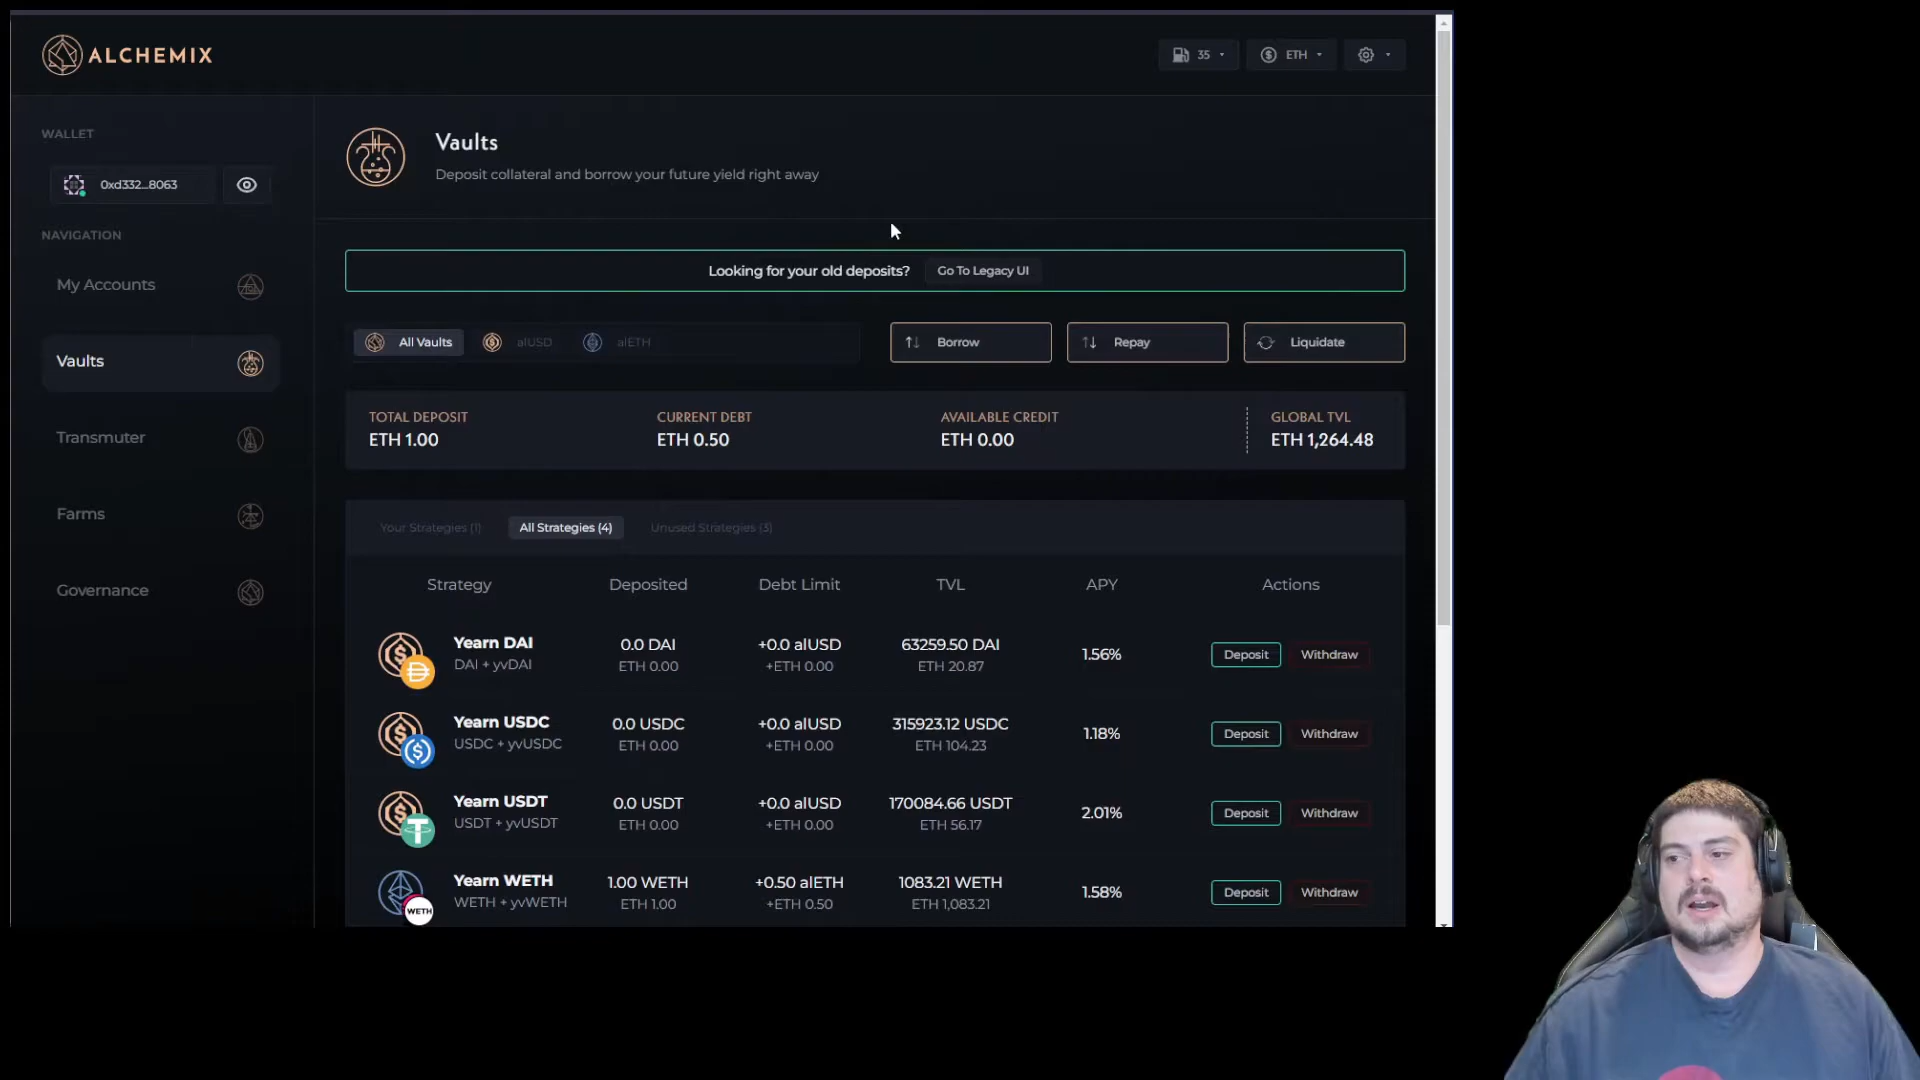 ALCHEMIX
35
ETH
WALLET
0xd332...8063
NAVIGATION
My Accounts
Vaults
Transmuter
Farms
Governance
Vaults
Deposit collateral and borrow your future yield right away
Looking for your old deposits? Go To Legacy UI
All Vaults alUSD alETH Borrow Repay Liquidate
TOTAL DEPOSIT CURRENT DEBT AVAILABLE CREDIT GLOBAL TVL
ETH 1.00 ETH 0.50 ETH 0.00 ETH 1,264.48
Your Strategies (1) All Strategies (4) Unused Strategies (3)
Strategy Deposited Debt Limit TVL APY Actions
Yearn DAI 0.0 DAI +0.0 alUSD 63259.50 DAI 1.56% Deposit Withdraw
DAI + yvDAI ETH 0.00 +ETH 0.00 ETH 20.87
Yearn USDC 0.0 USDC +0.0 alUSD 315923.12 USDC 1.18% Deposit Withdraw
USDC + yvUSDC ETH 0.00 +ETH 0.00 ETH 104.23
Yearn USDT 0.0 USDT +0.0 alUSD 170084.66 USDT 2.01% Deposit Withdraw
USDT + yvUSDT ETH 0.00 +ETH 0.00 ETH 56.17
Yearn WETH 1.00 WETH +0.50 alETH 1083.21 WETH 1.58% Deposit Withdraw
WETH + yvWETH ETH 1.00 +ETH 0.50 ETH 1,083.21
WETH